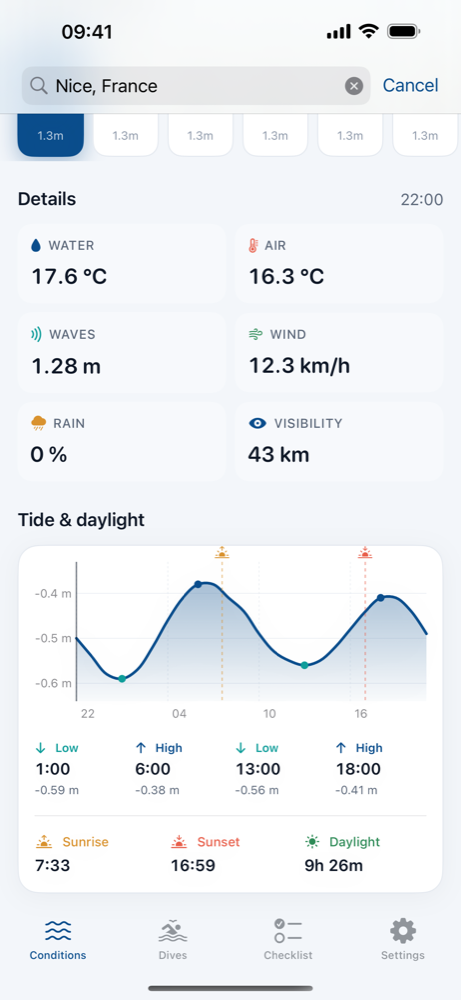 09:41
Nice, France
Cancel
1.3m 1.3m 1.3m 1.3m 1.3m 1.3m
Details 22:00
WATER AIR
17.6 °C 16.3 °C
WAVES WIND
1.28 m 12.3 km/h
RAIN VISIBILITY
0 % 43 km
Tide & daylight
-0.4 m
-0.5 m
-0.6 m
22 04 10 16
Low High Low High
1:00 6:00 13:00 18:00
-0.59 m -0.38 m -0.56 m -0.41 m
Sunrise Sunset Daylight
7:33 16:59 9h 26m
Conditions Dives Checklist Settings